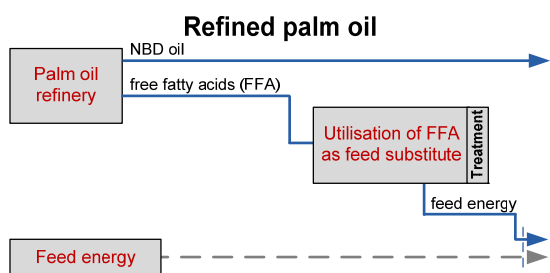 Refined palm oil
NBD oil
Palm oil
refinery
free fatty acids (FFA)
Utilisation of FFA
as feed substitute
Treatment
feed energy
Feed energy